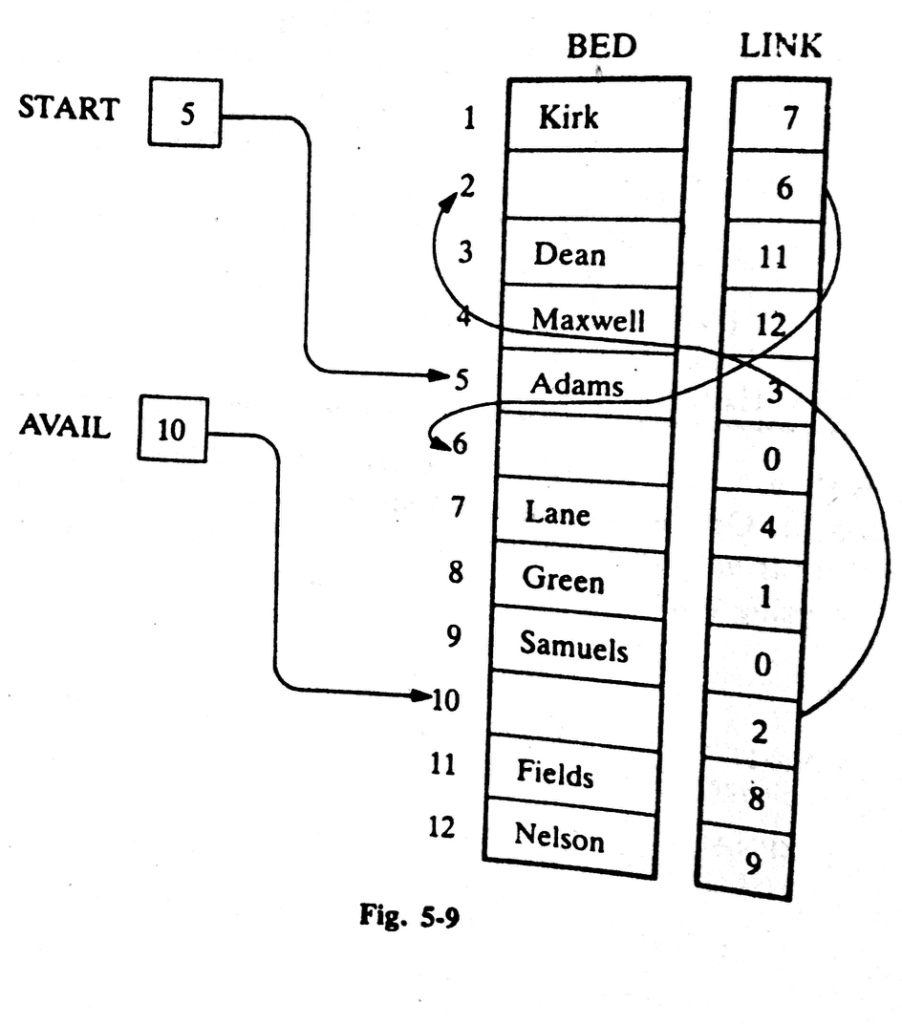 BED LINK
START 5
1 Kirk 7
2 6
3 Dean 11
4 Maxwell 12
5 Adams 3
AVAIL 10
6 0
7 Lane 4
8 Green 1
9 Samuels 0
10 2
11 Fields 8
12 Nelson 9
Fig. 5-9